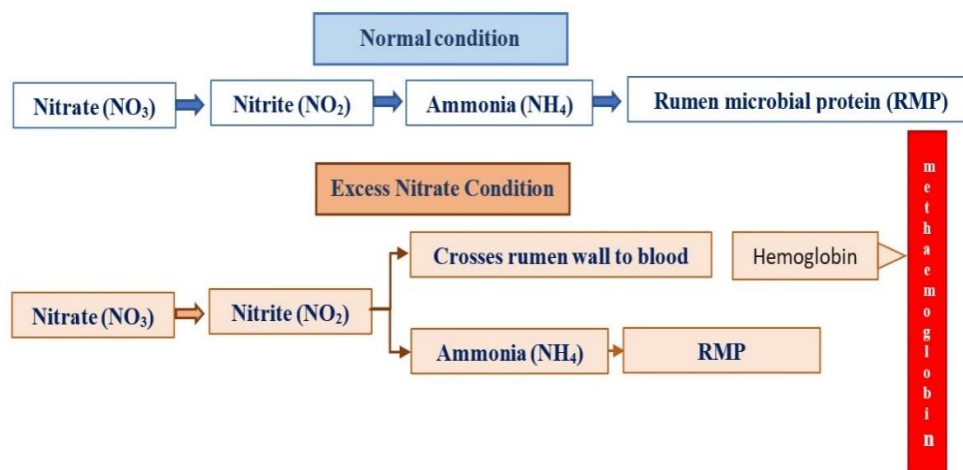 Normal condition
Nitrate (NO₃)
Nitrite (NO₂)
Ammonia (NH₄)
Rumen microbial protein (RMP)
Excess Nitrate Condition
Crosses rumen wall to blood
Hemoglobin
Nitrate (NO₃)
Nitrite (NO₂)
Ammonia (NH₄)
RMP
methaemoglobin